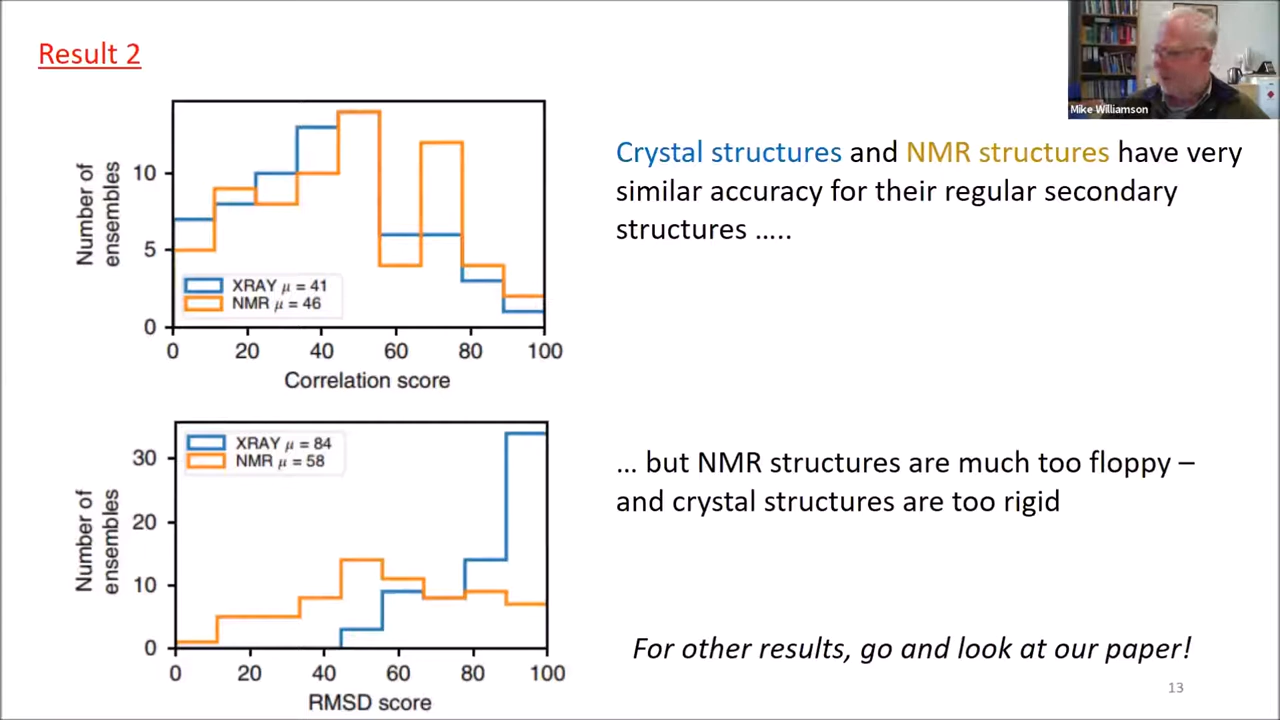 Result 2
Mike Williamson
Number of
ensembles
10
5
0
XRAY μ = 41
NMR μ = 46
0 20 40 60 80 100
Correlation score
Crystal structures and NMR structures have very
similar accuracy for their regular secondary
structures …..
Number of
ensembles
30
20
10
0
XRAY μ = 84
NMR μ = 58
0 20 40 60 80 100
RMSD score
… but NMR structures are much too floppy –
and crystal structures are too rigid
For other results, go and look at our paper!
13